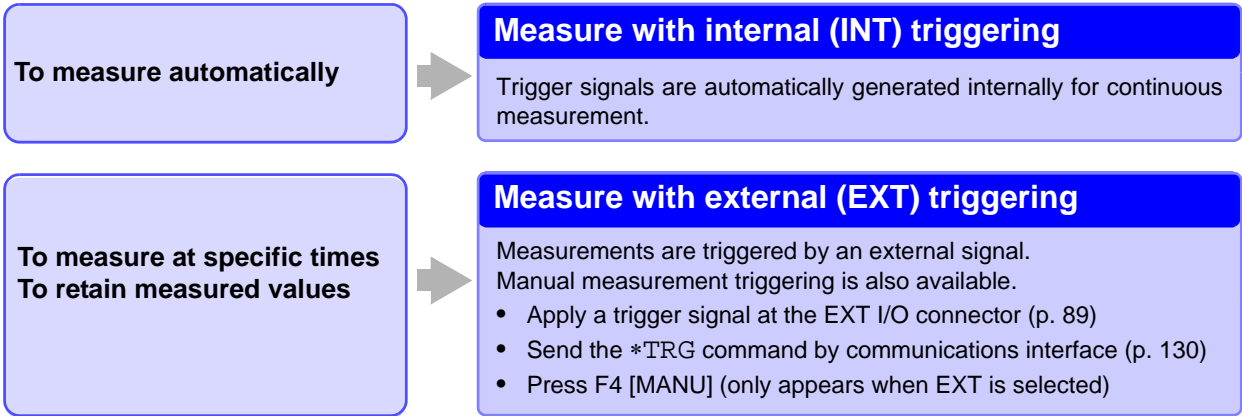 To measure automatically
Measure with internal (INT) triggering
Trigger signals are automatically generated internally for continuous
measurement.
To measure at specific times
To retain measured values
Measure with external (EXT) triggering
Measurements are triggered by an external signal.
Manual measurement triggering is also available.
• Apply a trigger signal at the EXT I/O connector (p. 89)
• Send the *TRG command by communications interface (p. 130)
• Press F4 [MANU] (only appears when EXT is selected)